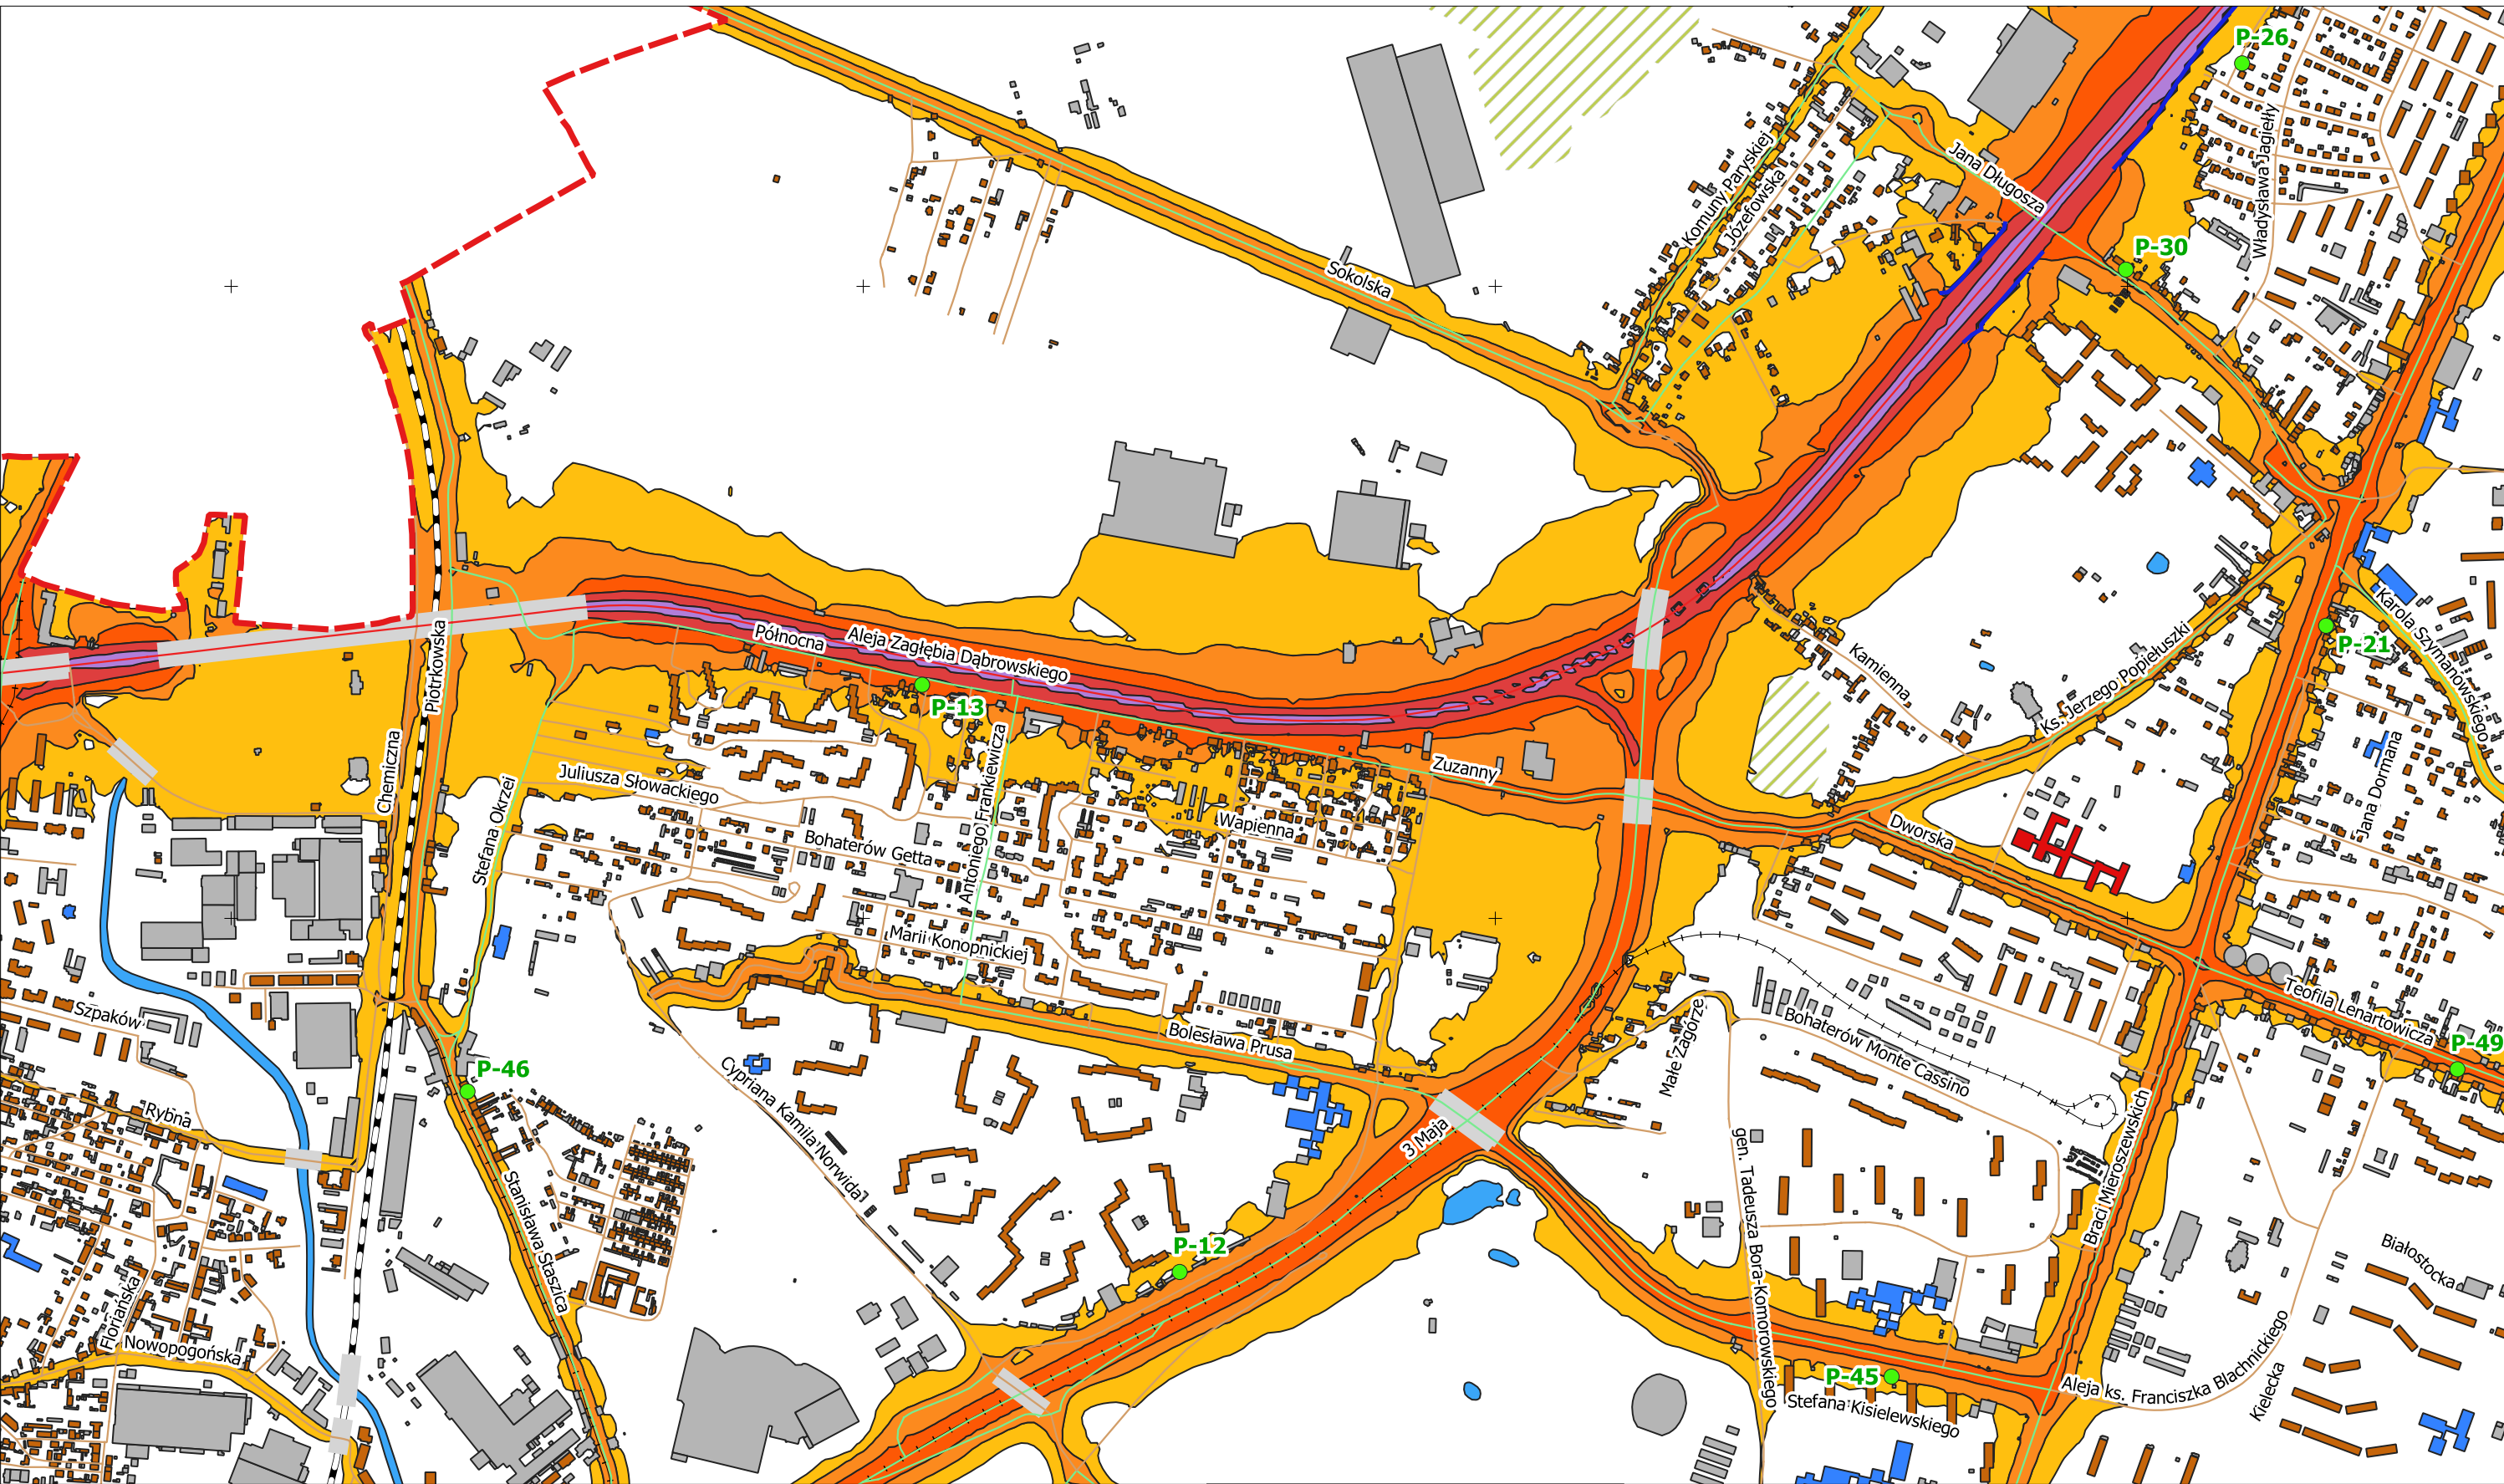 P-26
Władysława Jagiełły
Jana Długosza
Komuny Paryskiej
Józefowska
P-30
Sokolska
Karola Szymanowskiego
P-21
Północna
Aleja Zagłębia Dąbrowskiego
Piotrkowska
Kamienna
Ks. Jerzego Popiełuszki
P-13
Chemiczna
Jana Dormana
Juliusza Słowackiego
Zuzanny
Antoniego Frankiewicza
Stefana Okrzei
Wapienna
Bohaterów Getta
Dworska
Marii Konopnickiej
Szpaków
Teofila Lenartowicza
Bolesława Prusa
Małe Zagórze
Bohaterów Monte Cassino
P-49
P-46
Cypriana Kamila Norwida
Rybna
3 Maja
gen. Tadeusza Bora-Komorowskiego
Braci Mieroszewskich
Stanisława Staszica
P-12
Białostocka
Floriańska
Nowopogońska
P-45
Aleja ks. Franciszka Blachnickiego
Kielecka
Stefana Kisielewskiego